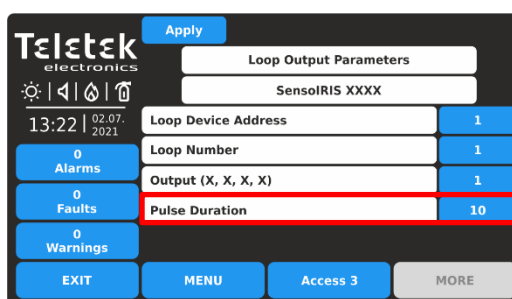 Teletek
electronics
Apply
Loop Output Parameters
SensoIRIS XXXX
13:22 02.07.
2021
Loop Device Address 1
Loop Number 1
Output (X, X, X, X) 1
Pulse Duration 10
0
Alarms
0
Faults
0
Warnings
EXIT MENU Access 3 MORE